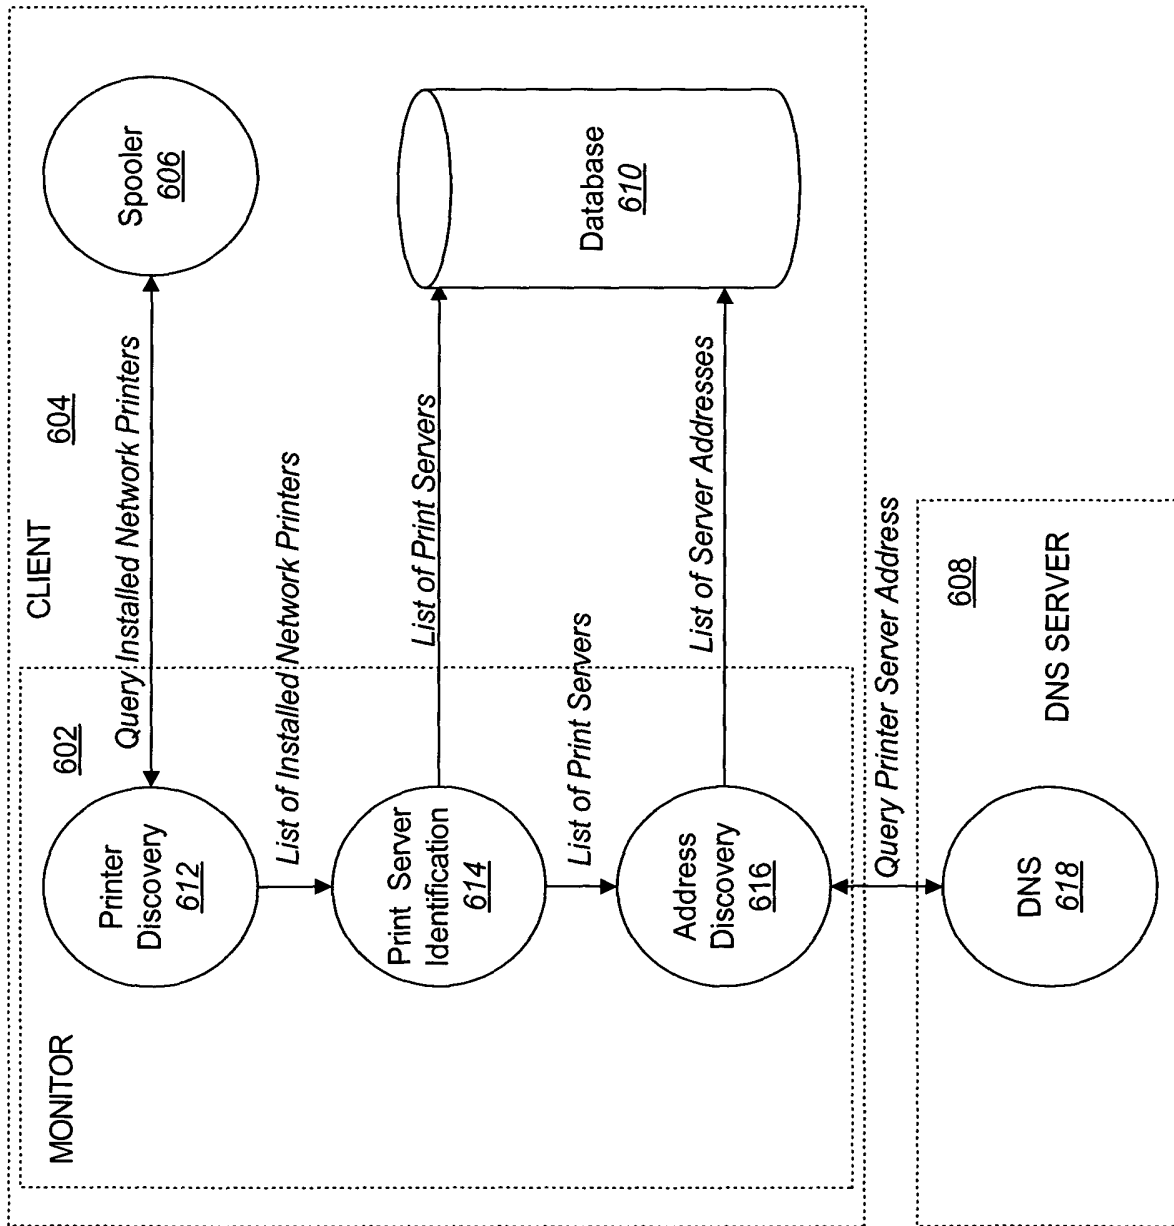 CLIENT
604
MONITOR
602
Printer
Discovery
612
Query Installed Network Printers
Spooler
606
List of Installed Network Printers
Print Server
Identification
614
List of Print Servers
Database
610
List of Print Servers
Address
Discovery
616
List of Server Addresses
Query Printer Server Address
608
DNS
618
DNS SERVER